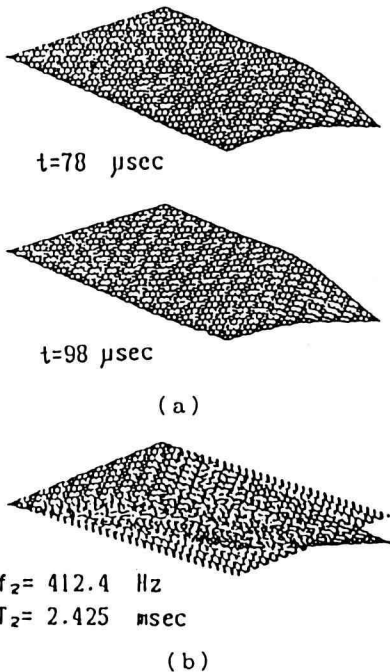 t=78 μsec
t=98 μsec
(a)
f₂= 412.4 Hz
T₂= 2.425 msec
(b)